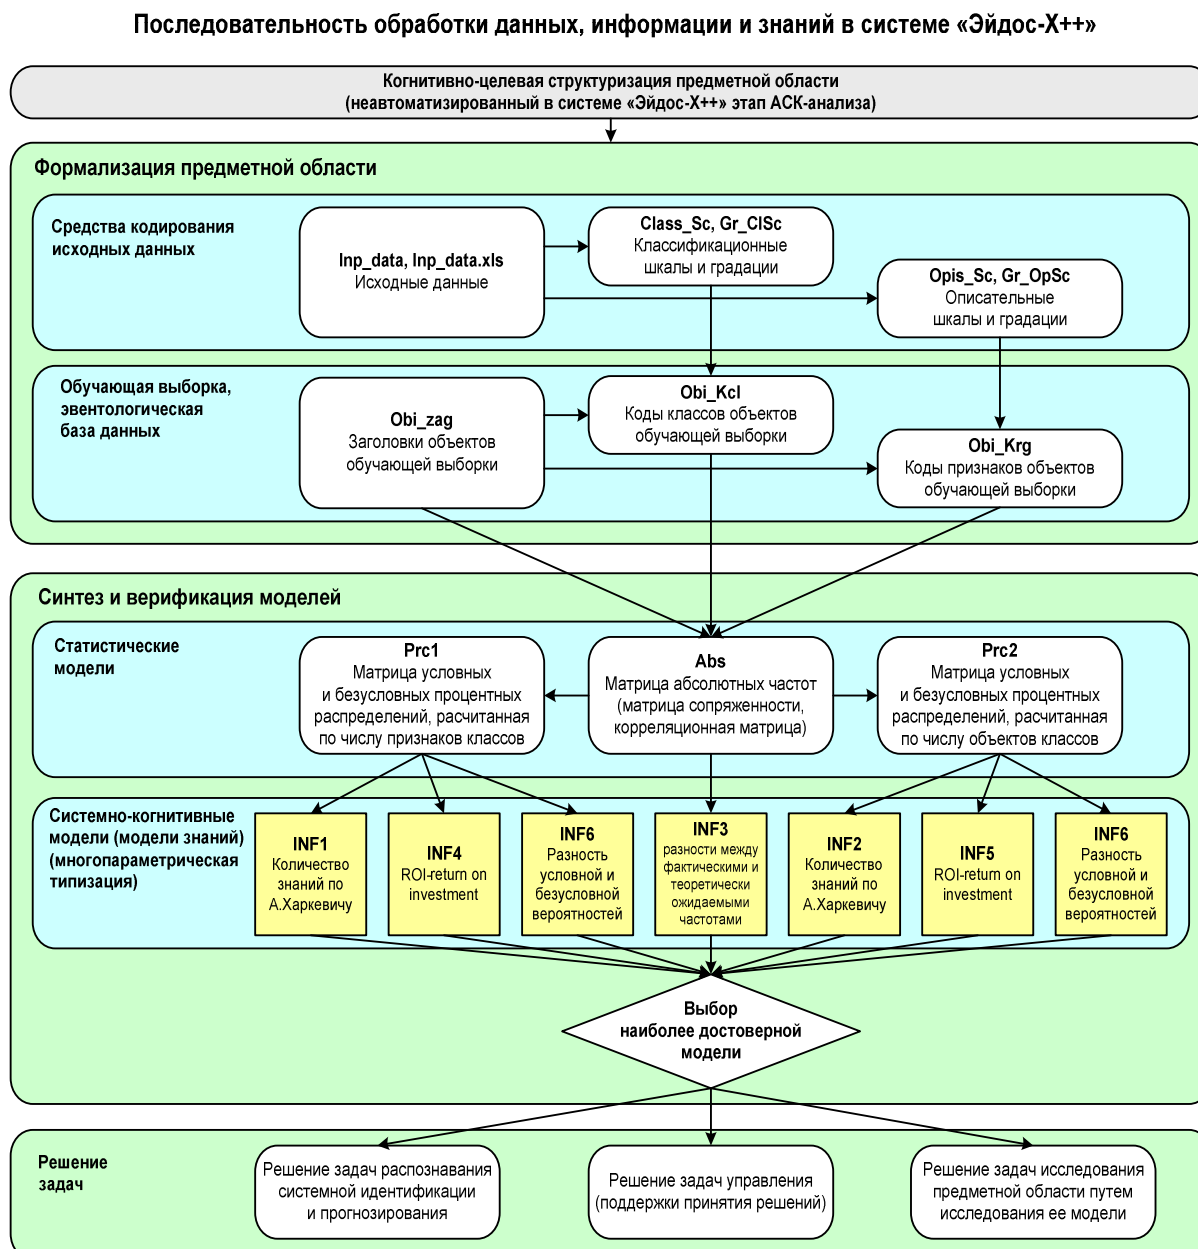 Последовательность обработки данных, информации и знаний в системе «Эйдос-X++»
Когнитивно-целевая структуризация предметной области
(неавтоматизированный в системе «Эйдос-X++» этап АСК-анализа)
Формализация предметной области
Средства кодирования
исходных данных
Inp_data, Inp_data.xls
Исходные данные
Class_Sc, Gr_ClSc
Классификационные
шкалы и градации
Opis_Sc, Gr_OpSc
Описательные
шкалы и градации
Обучающая выборка,
эвентологическая
база данных
Obi_zag
Заголовки объектов
обучающей выборки
Obi_Kcl
Коды классов объектов
обучающей выборки
Obi_Krg
Коды признаков объектов
обучающей выборки
Синтез и верификация моделей
Статистические
модели
Prc1
Матрица условных
и безусловных процентных
распределений, расчитанная
по числу признаков классов
Abs
Матрица абсолютных частот
(матрица сопряженности,
корреляционная матрица)
Prc2
Матрица условных
и безусловных процентных
распределений, расчитанная
по числу объектов классов
Системно-когнитивные
модели (модели знаний)
(многопараметрическая
типизация)
INF1
Количество
знаний по
А.Харкевичу
INF4
ROI-return on
investment
INF6
Разность
условной и
безусловной
вероятностей
INF3
разности между
фактическими и
теоретически
ожидаемыми
частотами
INF2
Количество
знаний по
А.Харкевичу
INF5
ROI-return on
investment
INF6
Разность
условной и
безусловной
вероятностей
Выбор
наиболее достоверной
модели
Решение
задач
Решение задач распознавания
системной идентификации
и прогнозирования
Решение задач управления
(поддержки принятия решений)
Решение задач исследования
предметной области путем
исследования ее модели